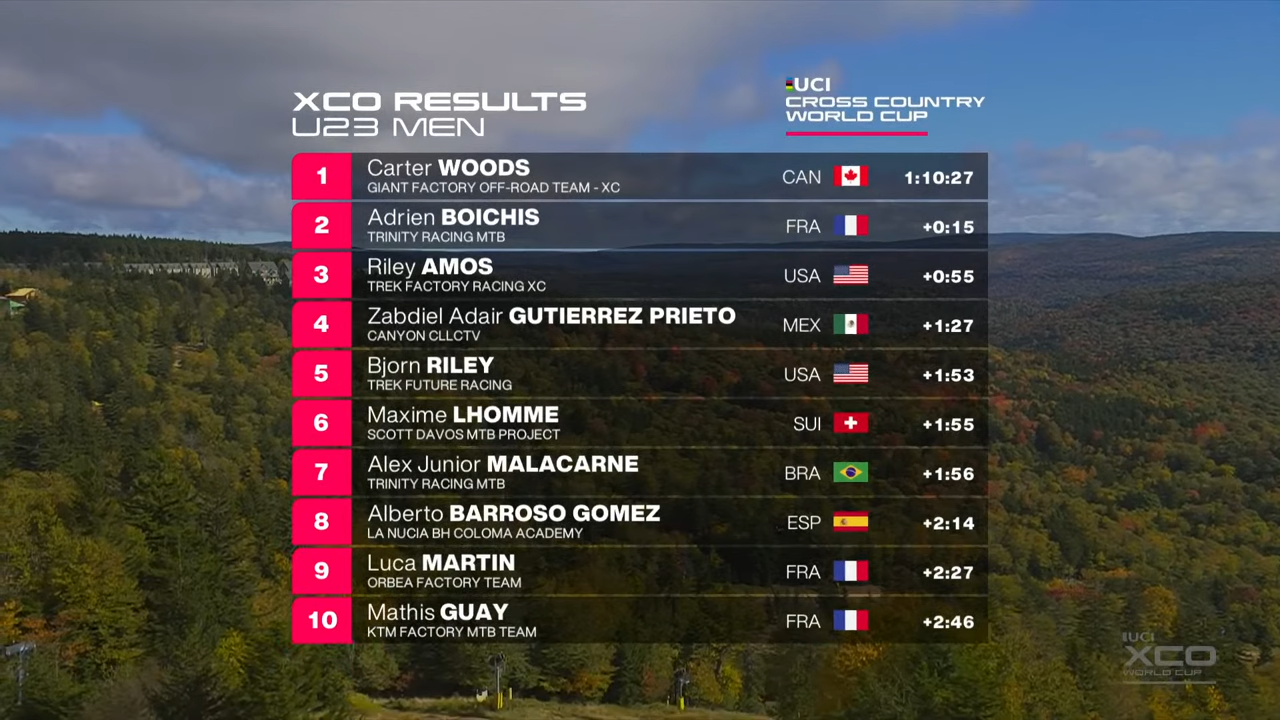 XCO RESULTS
U23 MEN
UCI
CROSS COUNTRY
WORLD CUP
1 Carter WOODS CAN 1:10:27
GIANT FACTORY OFF-ROAD TEAM - XC
2 Adrien BOICHIS FRA +0:15
TRINITY RACING MTB
3 Riley AMOS USA +0:55
TREK FACTORY RACING XC
4 Zabdiel Adair GUTIERREZ PRIETO MEX +1:27
CANYON CLLCTV
5 Bjorn RILEY USA +1:53
TREK FUTURE RACING
6 Maxime LHOMME SUI +1:55
SCOTT DAVOS MTB PROJECT
7 Alex Junior MALACARNE BRA +1:56
TRINITY RACING MTB
8 Alberto BARROSO GOMEZ ESP +2:14
LA NUCIA BH COLOMA ACADEMY
9 Luca MARTIN FRA +2:27
ORBEA FACTORY TEAM
10 Mathis GUAY FRA +2:46
KTM FACTORY MTB TEAM
UCI
XCO
WORLD CUP